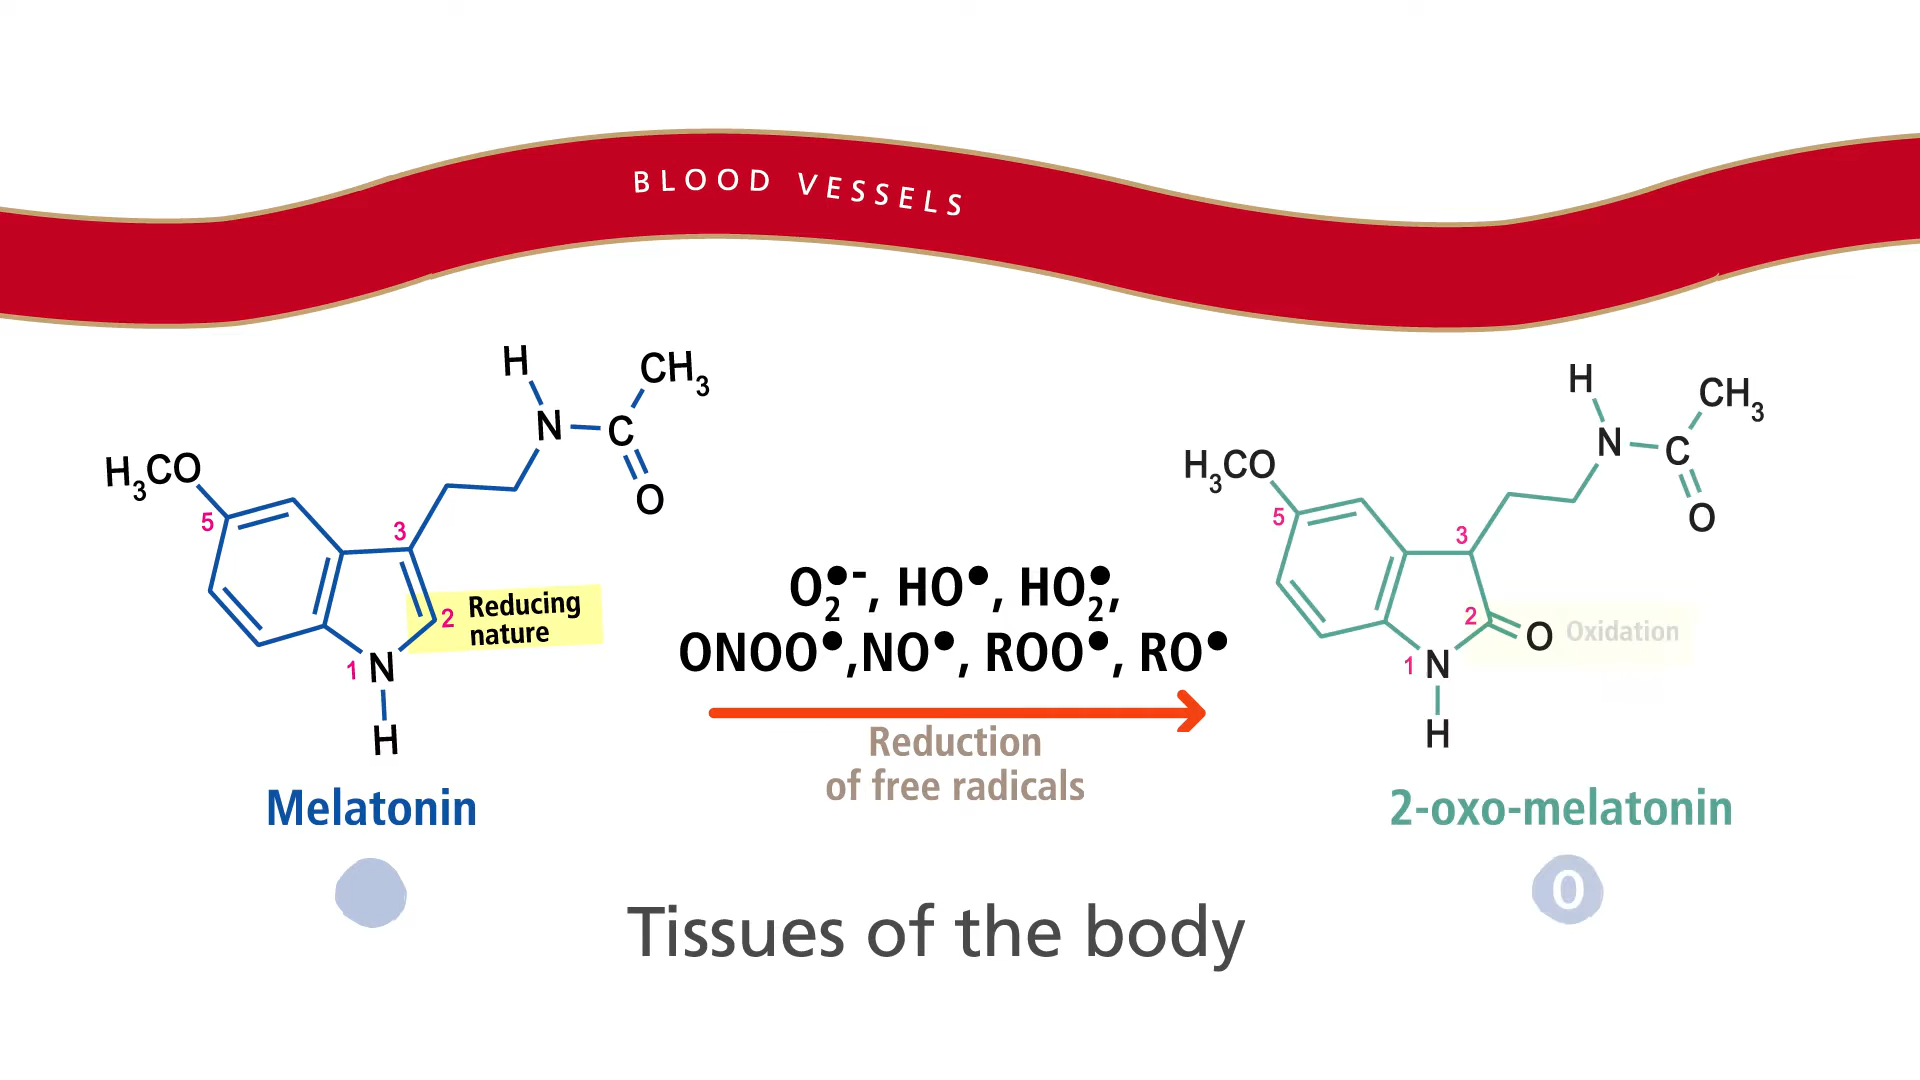 BLOOD VESSELS
H
CH₃
N
C
O
H₃CO
5
3
2
Reducing
nature
1
N
H
Melatonin
O₂•⁻, HO•, HO₂•,
ONOO•,NO•, ROO•, RO•
Reduction
of free radicals
H
CH₃
N
C
O
H₃CO
5
3
2
O
Oxidation
1
N
H
2-oxo-melatonin
O
Tissues of the body